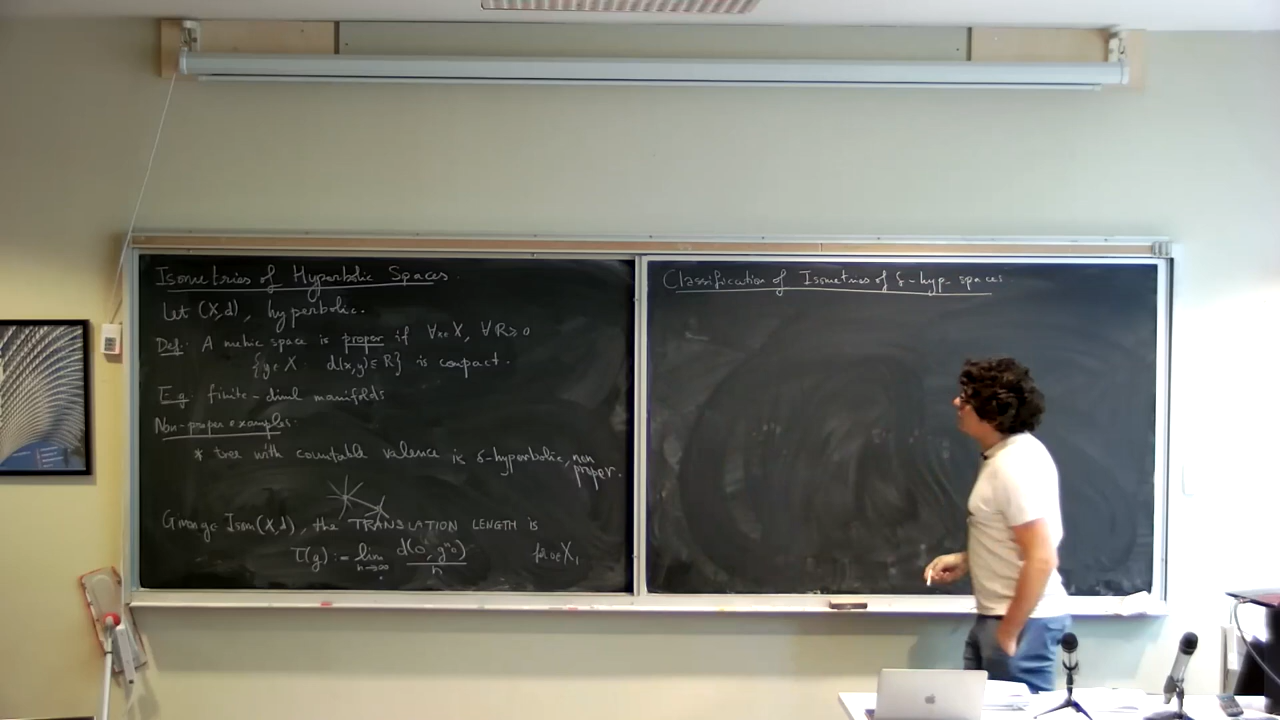 Isometries of Hyperbolic Spaces.
Let (X,d), hyperbolic.
Def: A metric space is proper if ∀x∈X, ∀R≥0
{y∈X : d(x,y)≤R} is compact.
E.g. finite-diml manifolds
Non-proper examples:
* tree with countable valence is δ-hyperbolic, non proper.
Given g∈Isom(X,d), the TRANSLATION LENGTH is
τ(g) := lim n→∞ d(o, gⁿo)/n for o∈X,
Classification of Isometries of δ-hyp. spaces